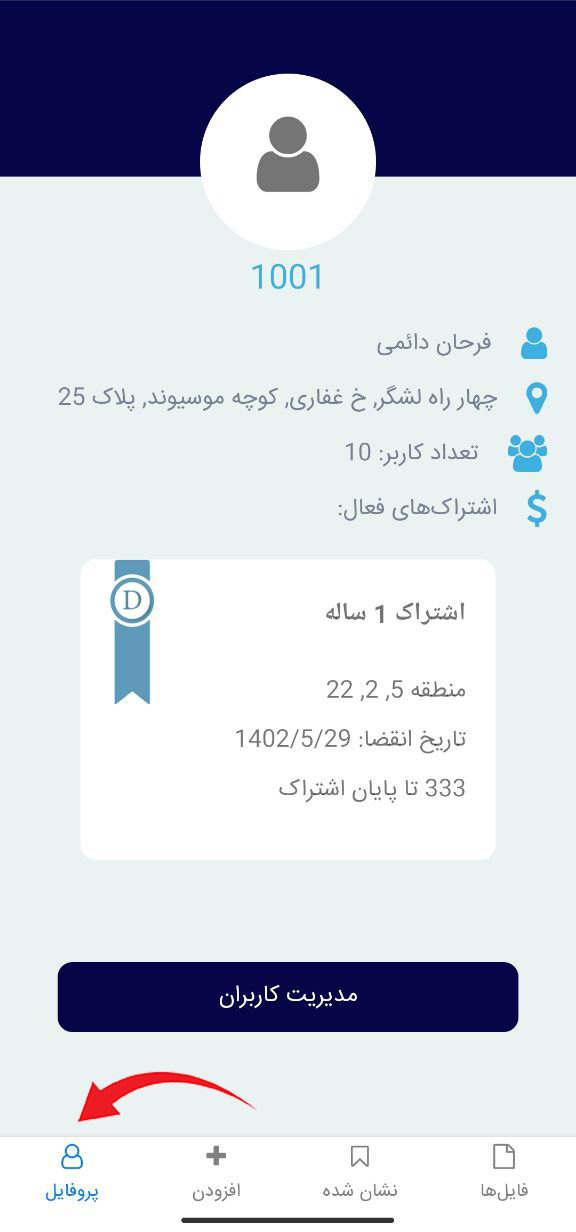 1001
فرحان دائمی
چهار راه لشگر, خ غفاری, کوچه موسیوند, پلاک 25
تعداد کاربر: 10
اشتراک‌های فعال:
D
اشتراک 1 ساله
منطقه 5, 2, 22
تاریخ انقضا: 1402/5/29
333 تا پایان اشتراک
مدیریت کاربران
فایل‌ها
نشان شده
افزودن
پروفایل